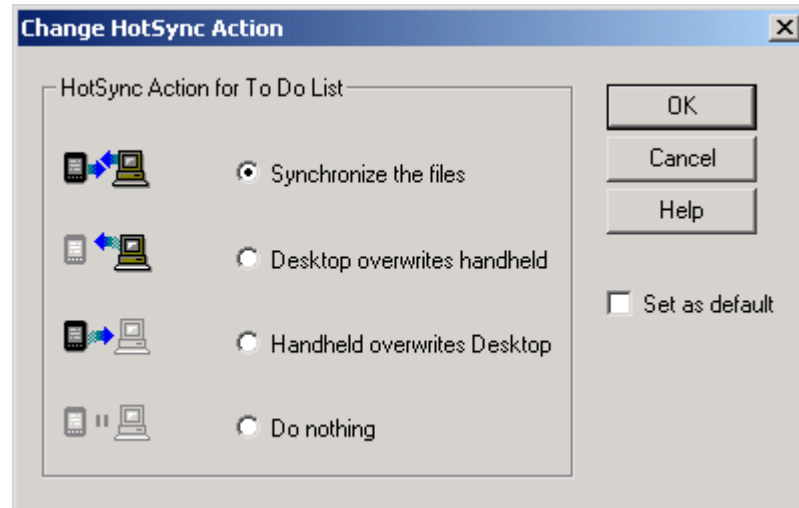 Change HotSync Action
HotSync Action for To Do List
Synchronize the files
Desktop overwrites handheld
Handheld overwrites Desktop
Do nothing
OK
Cancel
Help
Set as default